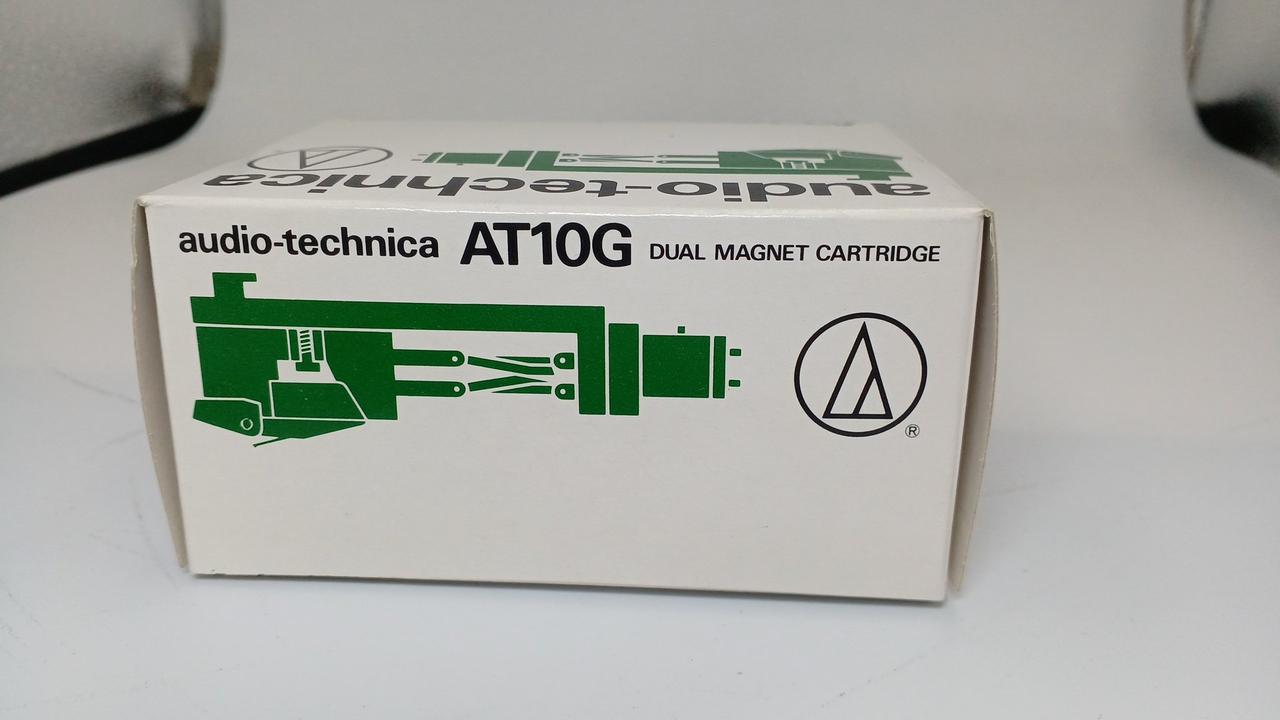 audio-technica
audio-technica AT10G DUAL MAGNET CARTRIDGE
®